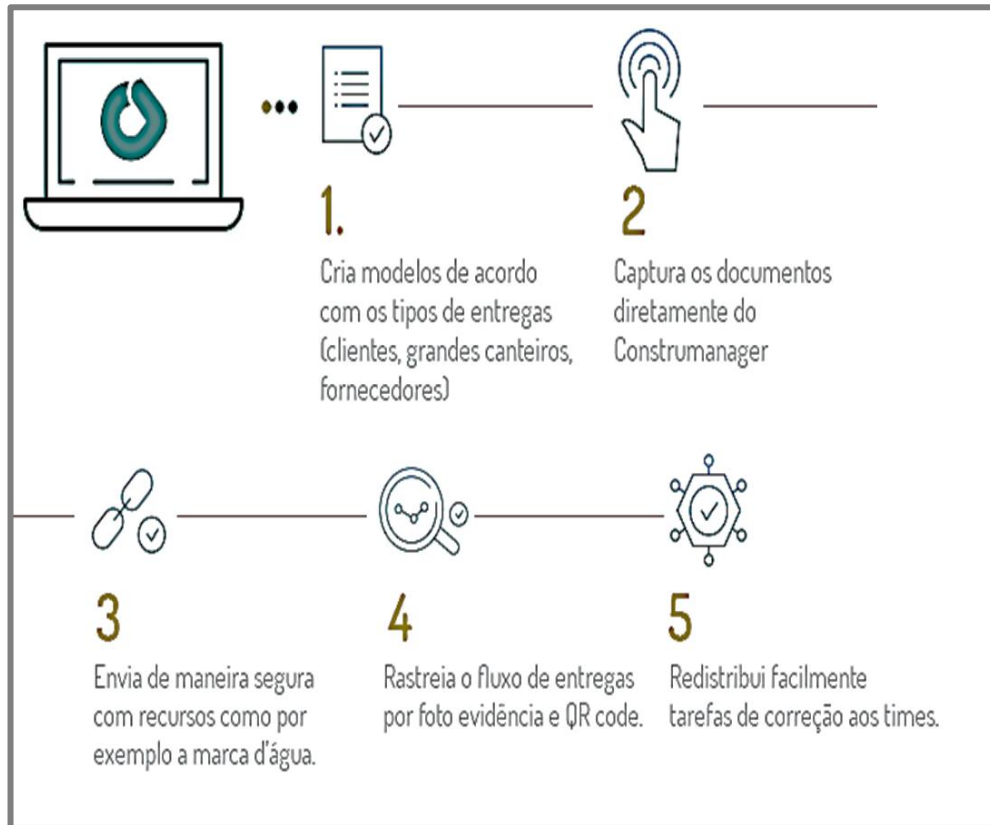 1.
Cria modelos de acordo
com os tipos de entregas
(clientes, grandes canteiros,
fornecedores)
2
Captura os documentos
diretamente do
Construmanager
3
Envia de maneira segura
com recursos como por
exemplo a marca d'água.
4
Rastreia o fluxo de entregas
por foto evidência e QR code.
5
Redistribui facilmente
tarefas de correção aos times.